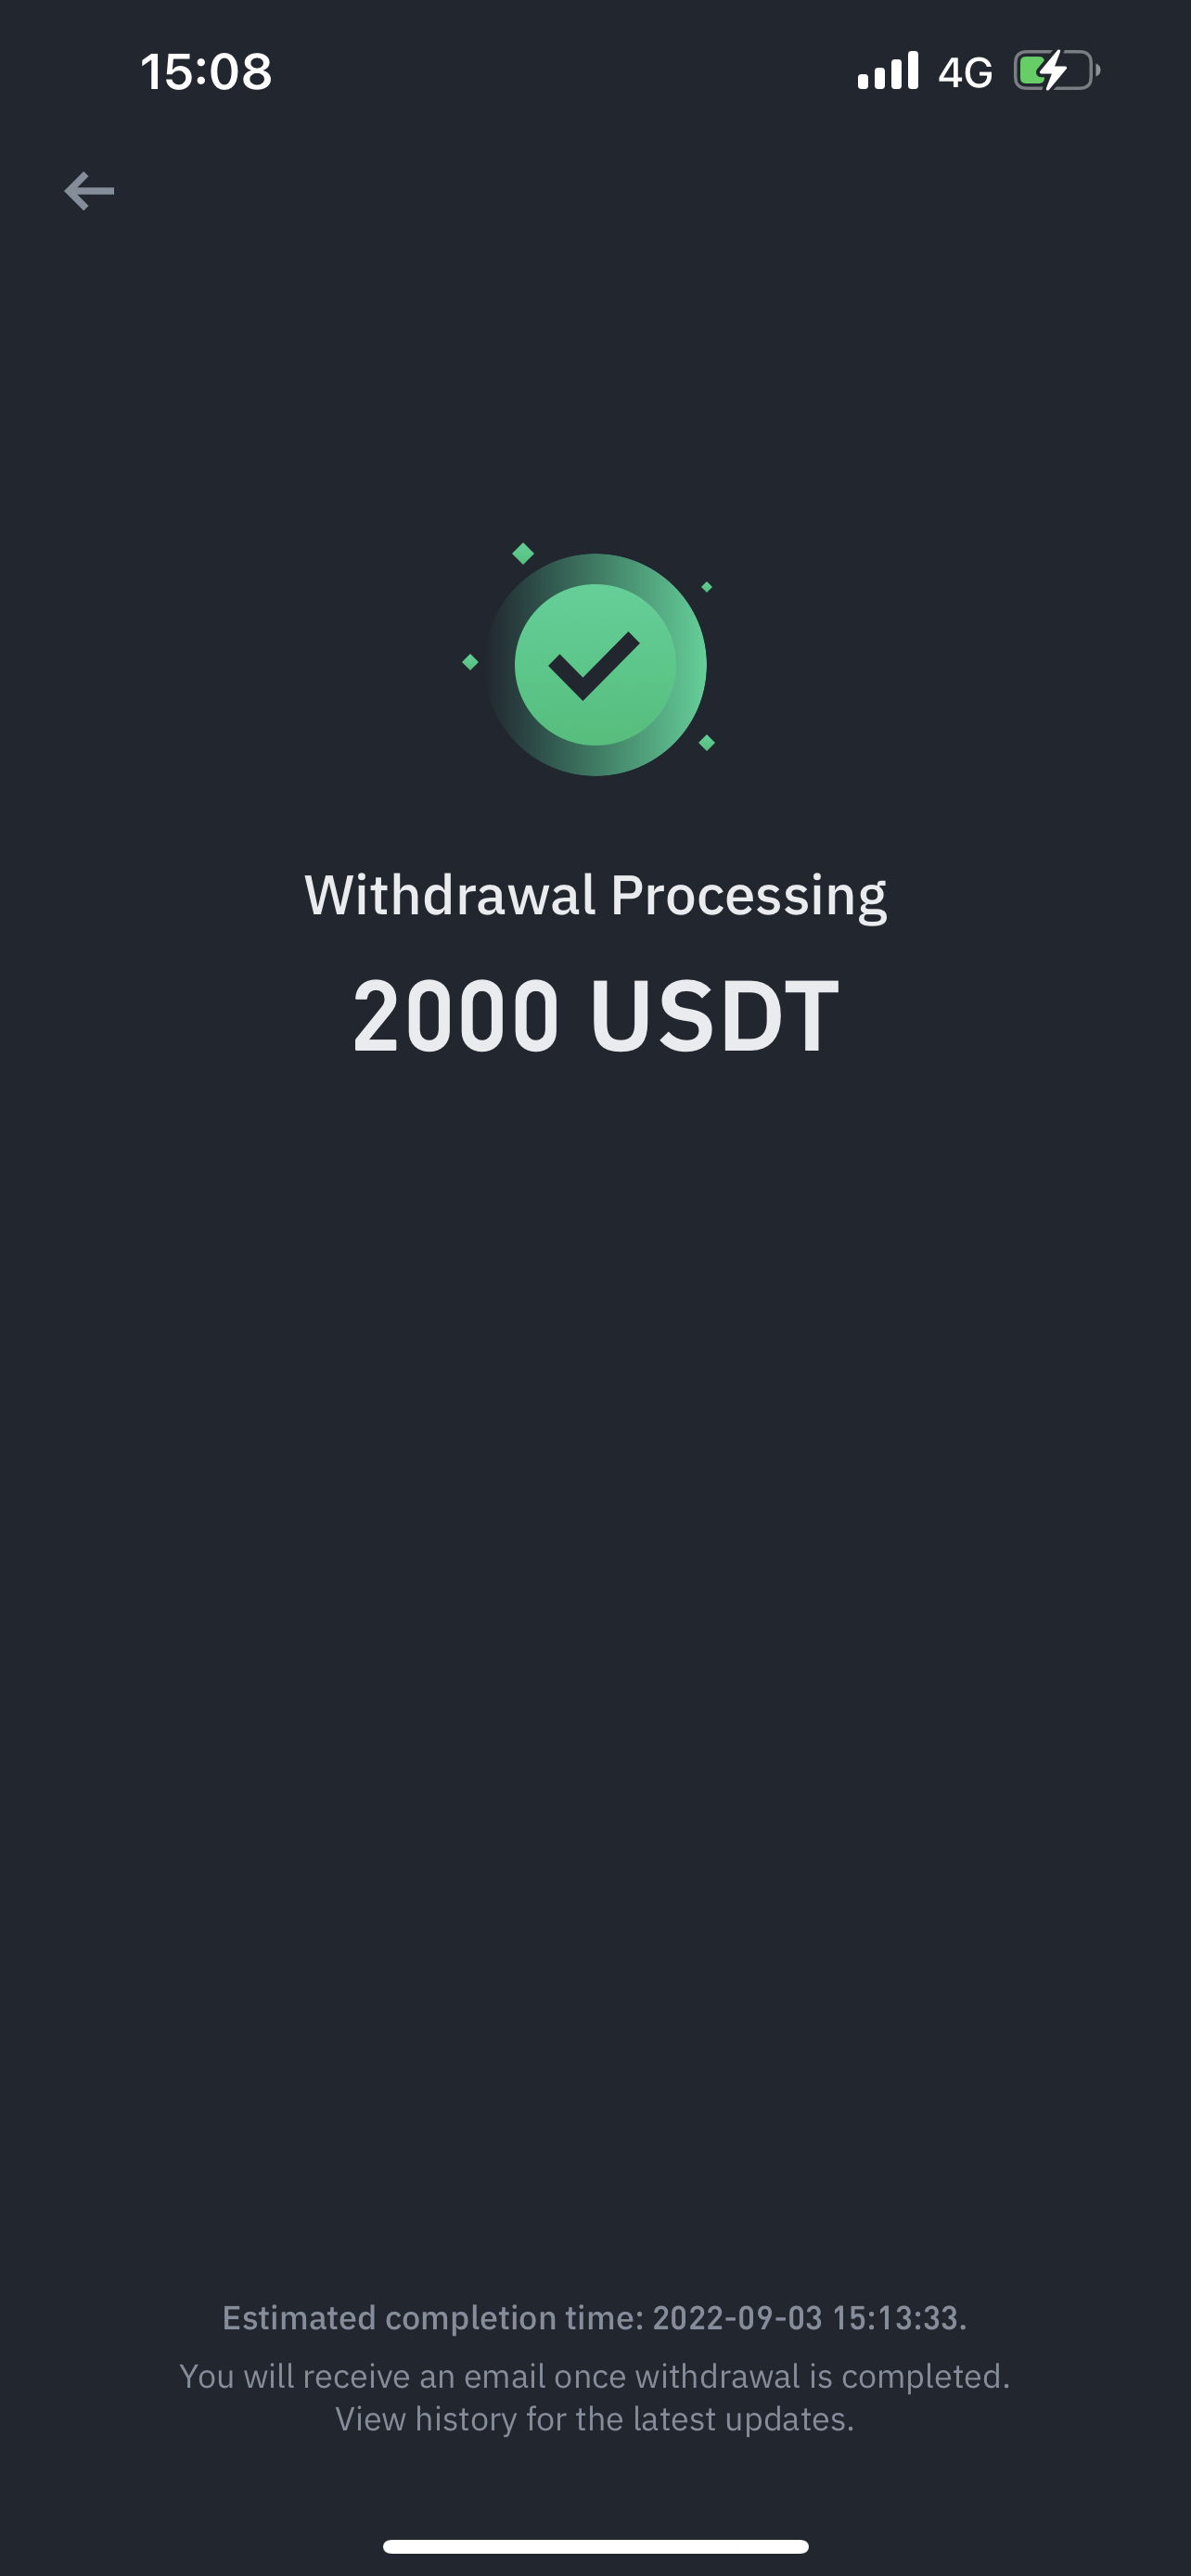 15:08 4G
Withdrawal Processing
2000 USDT
Estimated completion time: 2022-09-03 15:13:33.
You will receive an email once withdrawal is completed.
View history for the latest updates.